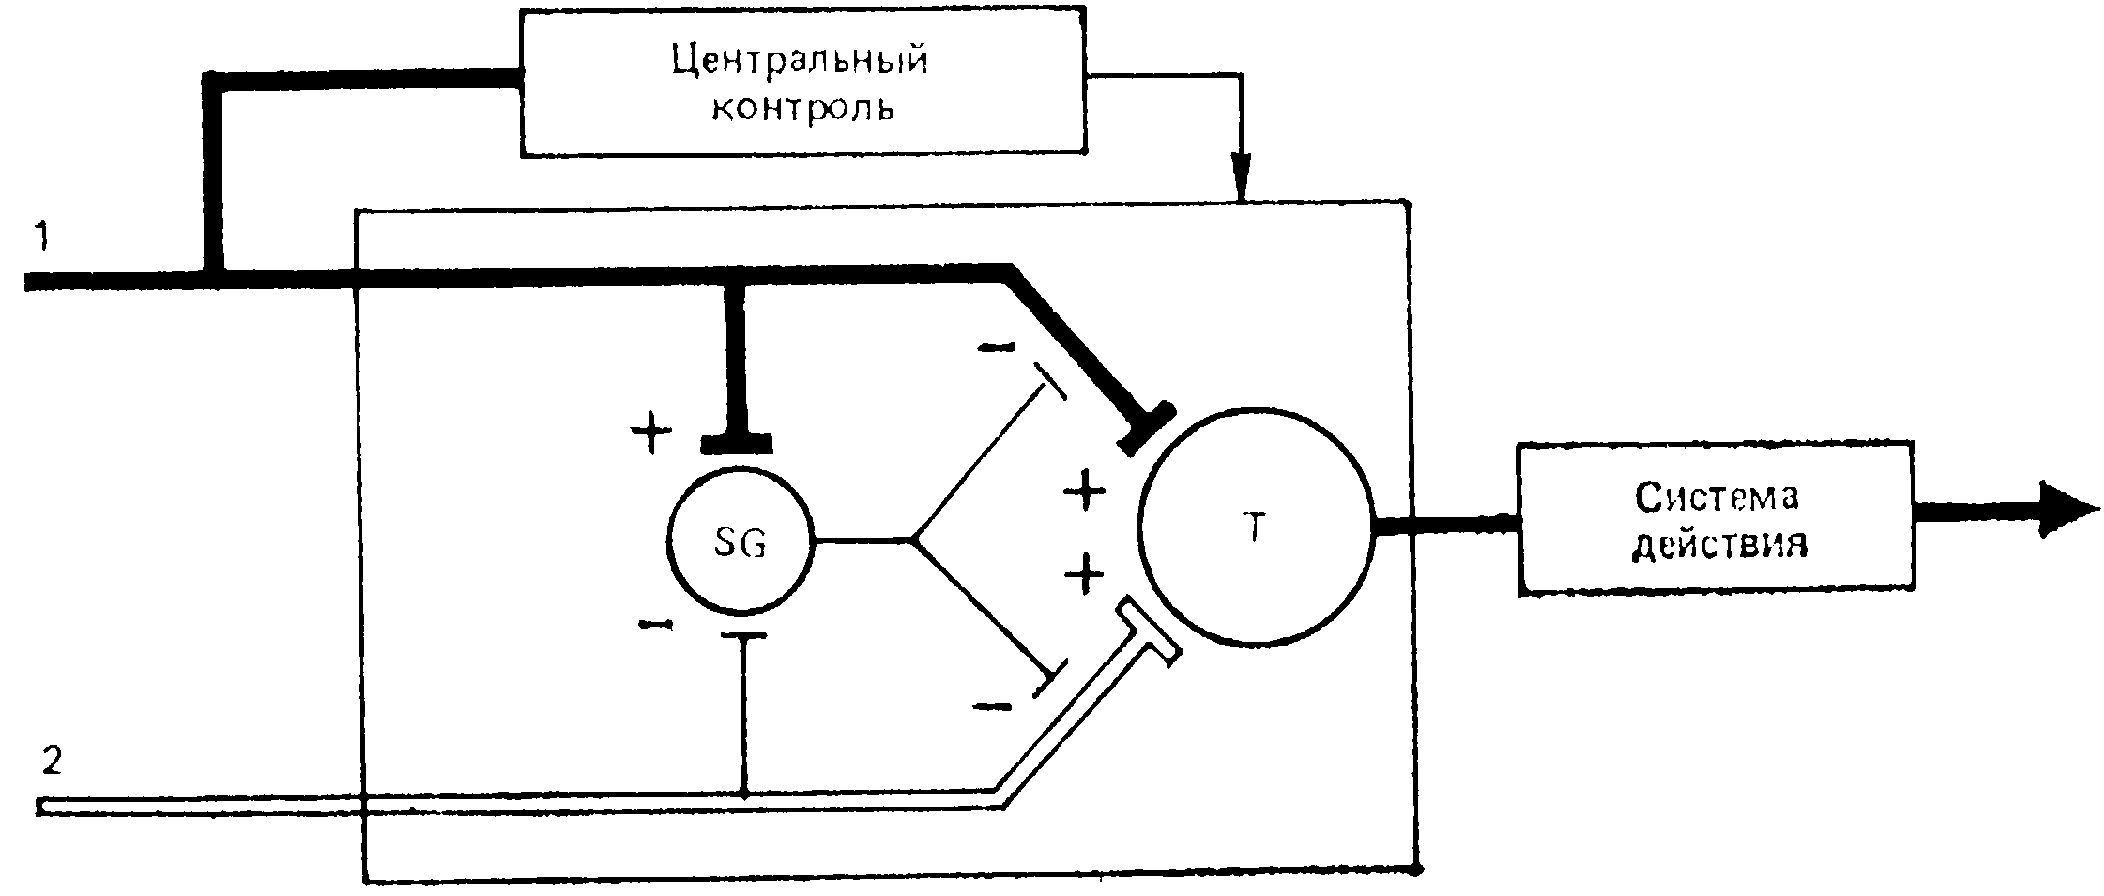 Центральный
контроль
1
−
+
+
SG
T
Система
действия
+
−
−
2